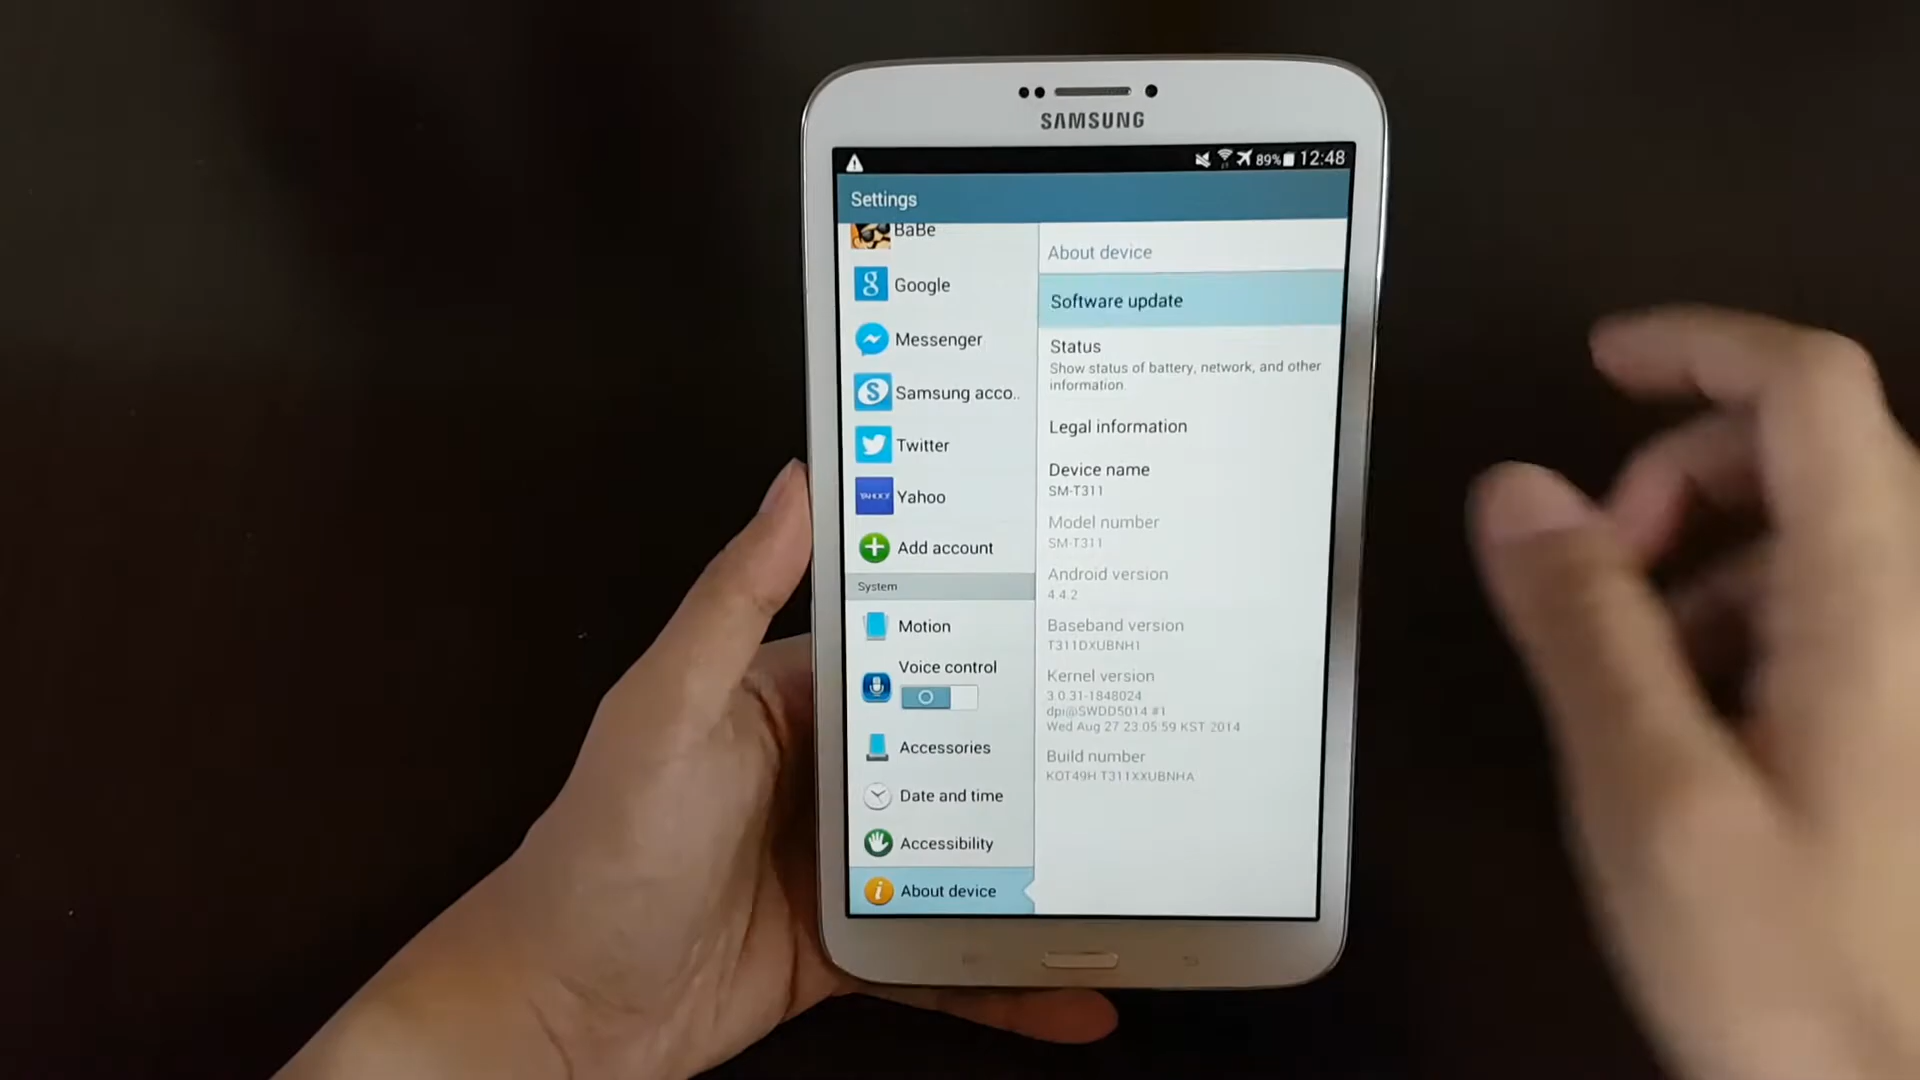 SAMSUNG
89% 12:48
Settings
BaBe
Google
Messenger
Samsung acco..
Twitter
YAHOO!
Yahoo
Add account
System
Motion
Voice control
Accessories
Date and time
Accessibility
About device
About device
Software update
Status
Show status of battery, network, and other
information
Legal information
Device name
SM-T311
Model number
SM-T311
Android version
4.4.2
Baseband version
T311DXUBNH1
Kernel version
3.0.31-1848024
dpi@SWDD5014 #1
Wed Aug 27 23:05:59 KST 2014
Build number
KOT49H.T311XXUBNHA